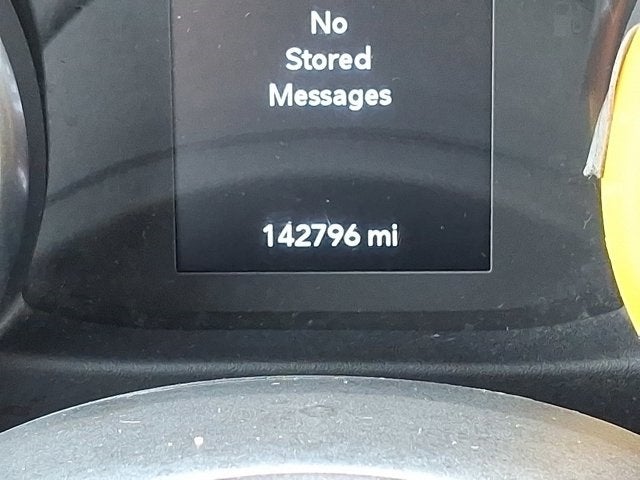 No
Stored
Messages
142796 mi